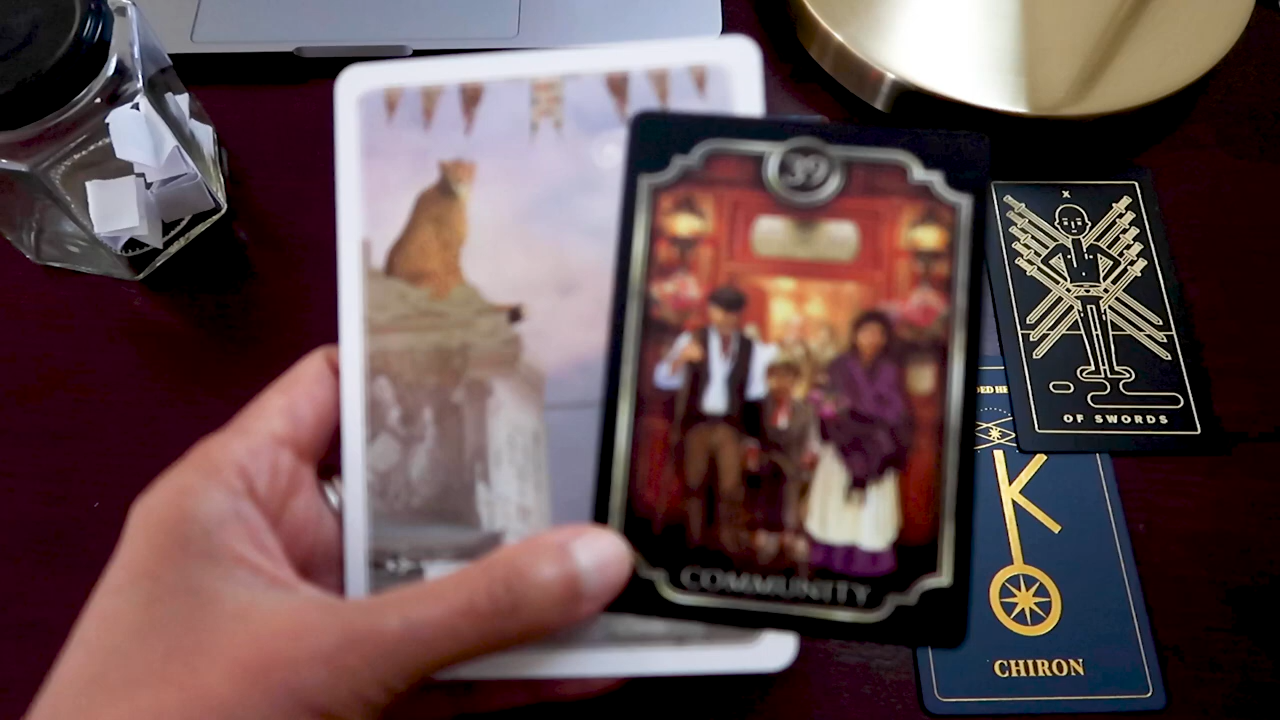 39
COMMUNITY
X
OF SWORDS
DED HE
CHIRON